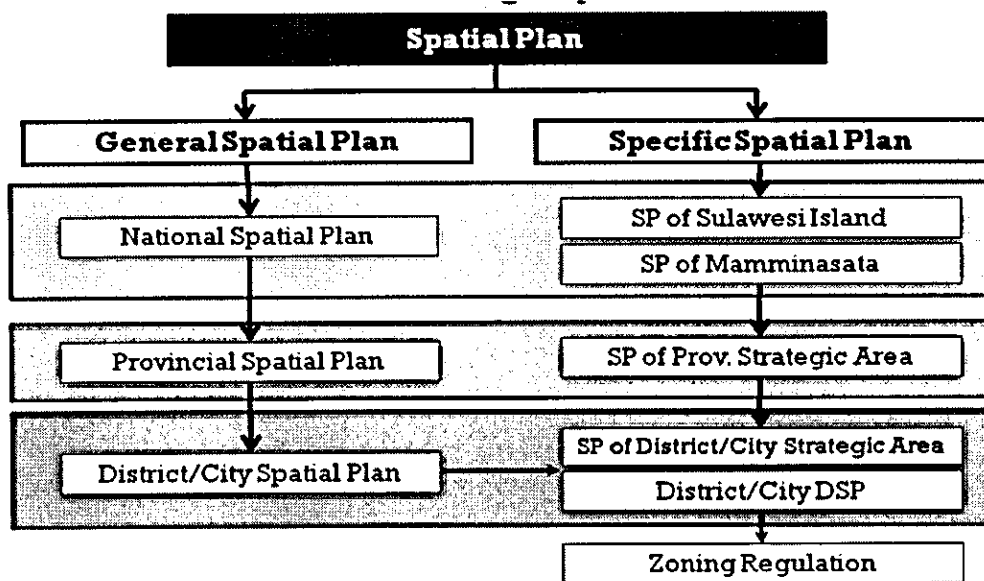 Spatial Plan
General Spatial Plan
Specific Spatial Plan
National Spatial Plan
SP of Sulawesi Island
SP of Mamminasata
Provincial Spatial Plan
SP of Prov. Strategic Area
District/City Spatial Plan
SP of District/City Strategic Area
District/City DSP
Zoning Regulation